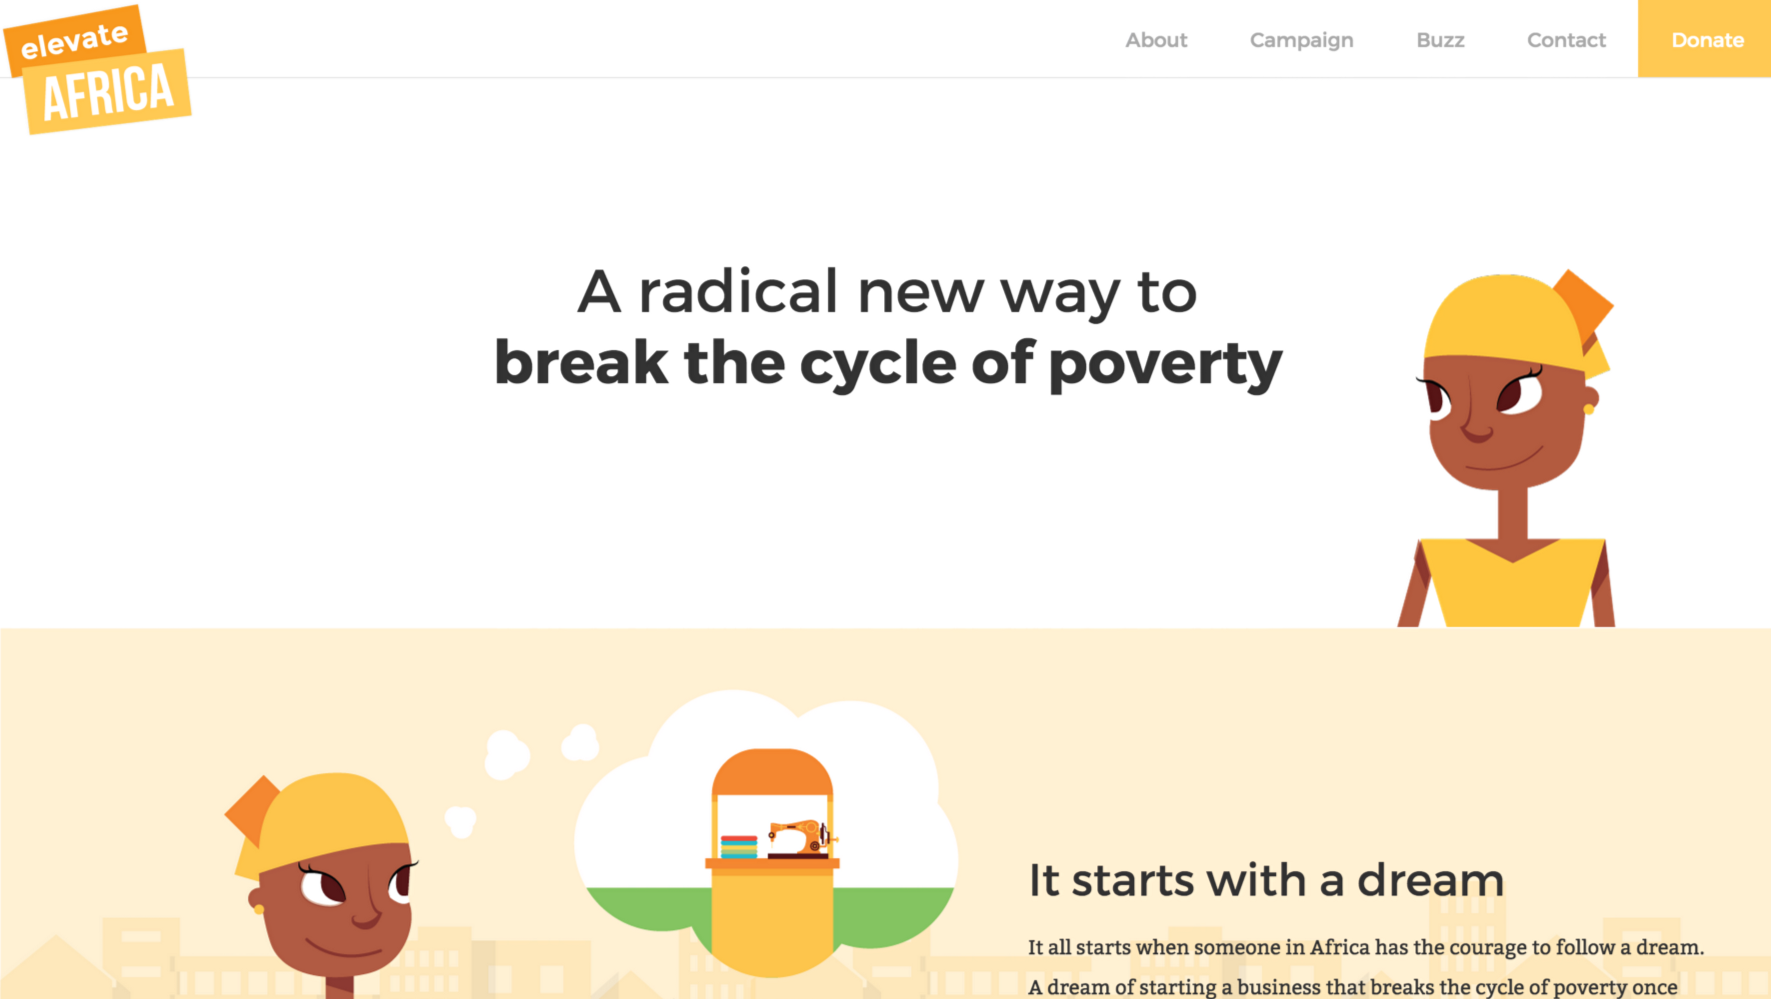 elevate
AFRICA
About Campaign Buzz Contact Donate
A radical new way to
break the cycle of poverty
It starts with a dream
It all starts when someone in Africa has the courage to follow a dream.
A dream of starting a business that breaks the cycle of poverty once